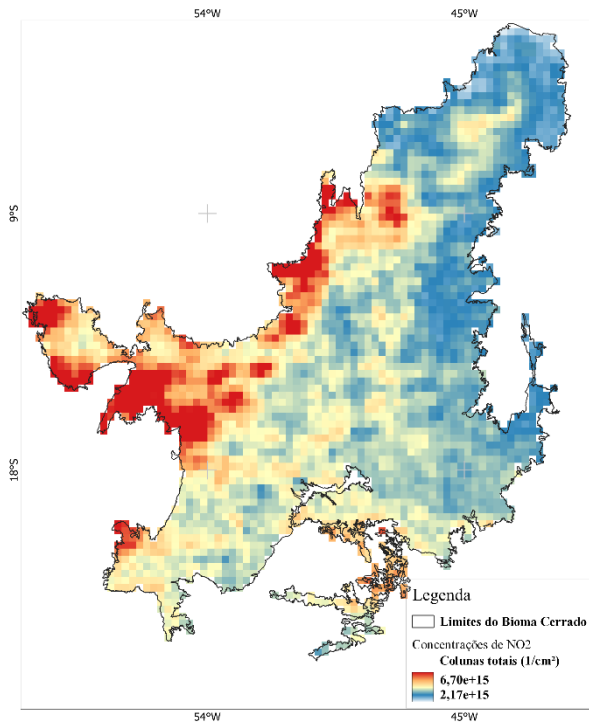 54°W 45°W
9°S
18°S
Legenda
Limites do Bioma Cerrado
Concentrações de NO2
Colunas totais (1/cm²)
6,70e+15
2,17e+15
54°W 45°W